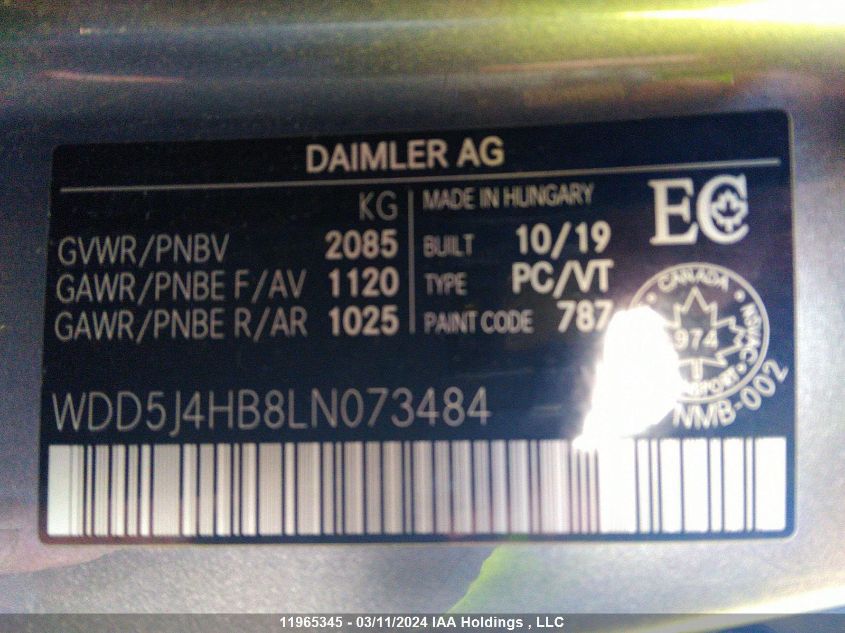 DAIMLER AG
KG
GVWR/PNBV 2085
GAWR/PNBE F/AV 1120
GAWR/PNBE R/AR 1025
MADE IN HUNGARY
BUILT 10/19
TYPE PC/VT
PAINT CODE 787
EC
CANADA
974
NSVAC
NMB-002
WDD5J4HB8LN073484
11965345 - 03/11/2024 IAA Holdings , LLC